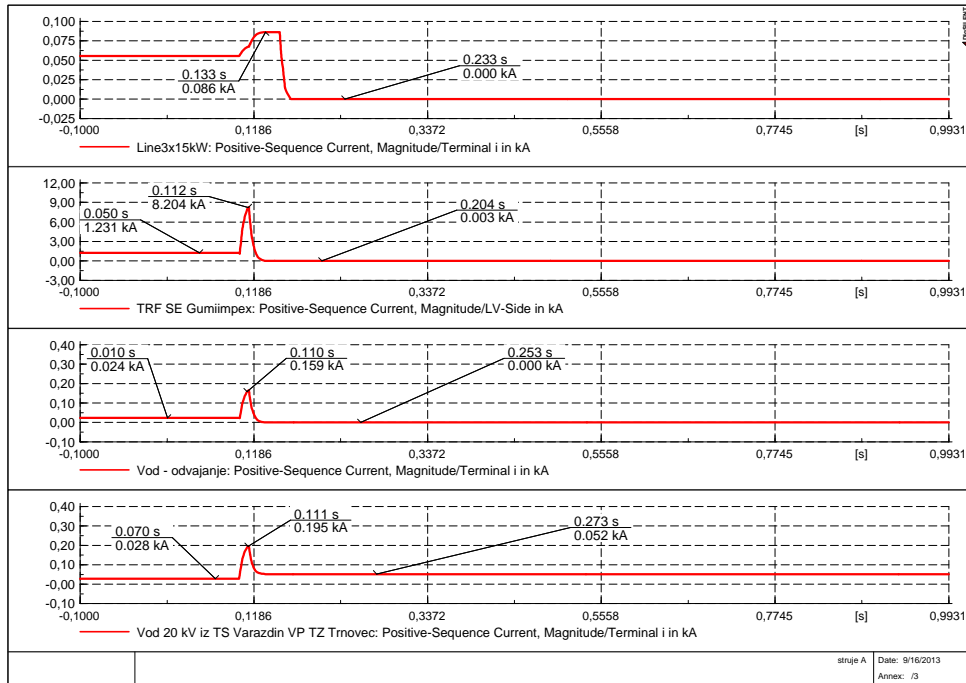 DIgSILENT
0,100
0,075
0,050
0,025
0,000
-0,025
-0,1000 0,1186 0,3372 0,5558 0,7745 [s] 0,9931
0.133 s
0.086 kA
0.233 s
0.000 kA
Line3x15kW: Positive-Sequence Current, Magnitude/Terminal i in kA
12,00
9,00
6,00
3,00
0,00
-3,00
-0,1000 0,1186 0,3372 0,5558 0,7745 [s] 0,9931
0.050 s
1.231 kA
0.112 s
8.204 kA
0.204 s
0.003 kA
TRF SE Gumiimpex: Positive-Sequence Current, Magnitude/LV-Side in kA
0,40
0,30
0,20
0,10
0,00
-0,10
-0,1000 0,1186 0,3372 0,5558 0,7745 [s] 0,9931
0.010 s
0.024 kA
0.110 s
0.159 kA
0.253 s
0.000 kA
Vod - odvajanje: Positive-Sequence Current, Magnitude/Terminal i in kA
0,40
0,30
0,20
0,10
-0,00
-0,10
-0,1000 0,1186 0,3372 0,5558 0,7745 [s] 0,9931
0.070 s
0.028 kA
0.111 s
0.195 kA
0.273 s
0.052 kA
Vod 20 kV iz TS Varazdin VP TZ Trnovec: Positive-Sequence Current, Magnitude/Terminal i in kA
struje A
Date: 9/16/2013
Annex: /3